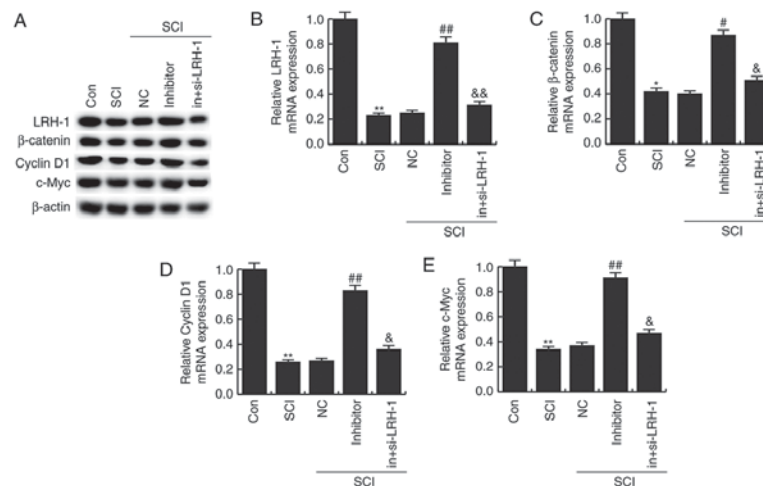 A
SCI
Con
SCI
NC
Inhibitor
in+si-LRH-1
LRH-1
β-catenin
Cyclin D1
c-Myc
β-actin
B
Relative LRH-1
mRNA expression
1.0
0.8
0.6
0.4
0.2
0
**
##
&&
Con
SCI
NC
Inhibitor
in+si-LRH-1
SCI
C
Relative β-catenin
mRNA expression
1.0
0.8
0.6
0.4
0.2
0
*
#
&
Con
SCI
NC
Inhibitor
in+si-LRH-1
SCI
D
Relative Cyclin D1
mRNA expression
1.0
0.8
0.6
0.4
0.2
0
**
##
&
Con
SCI
NC
Inhibitor
in+si-LRH-1
SCI
E
Relative c-Myc
mRNA expression
1.0
0.8
0.6
0.4
0.2
0.0
**
##
&
Con
SCI
NC
Inhibitor
in+si-LRH-1
SCI